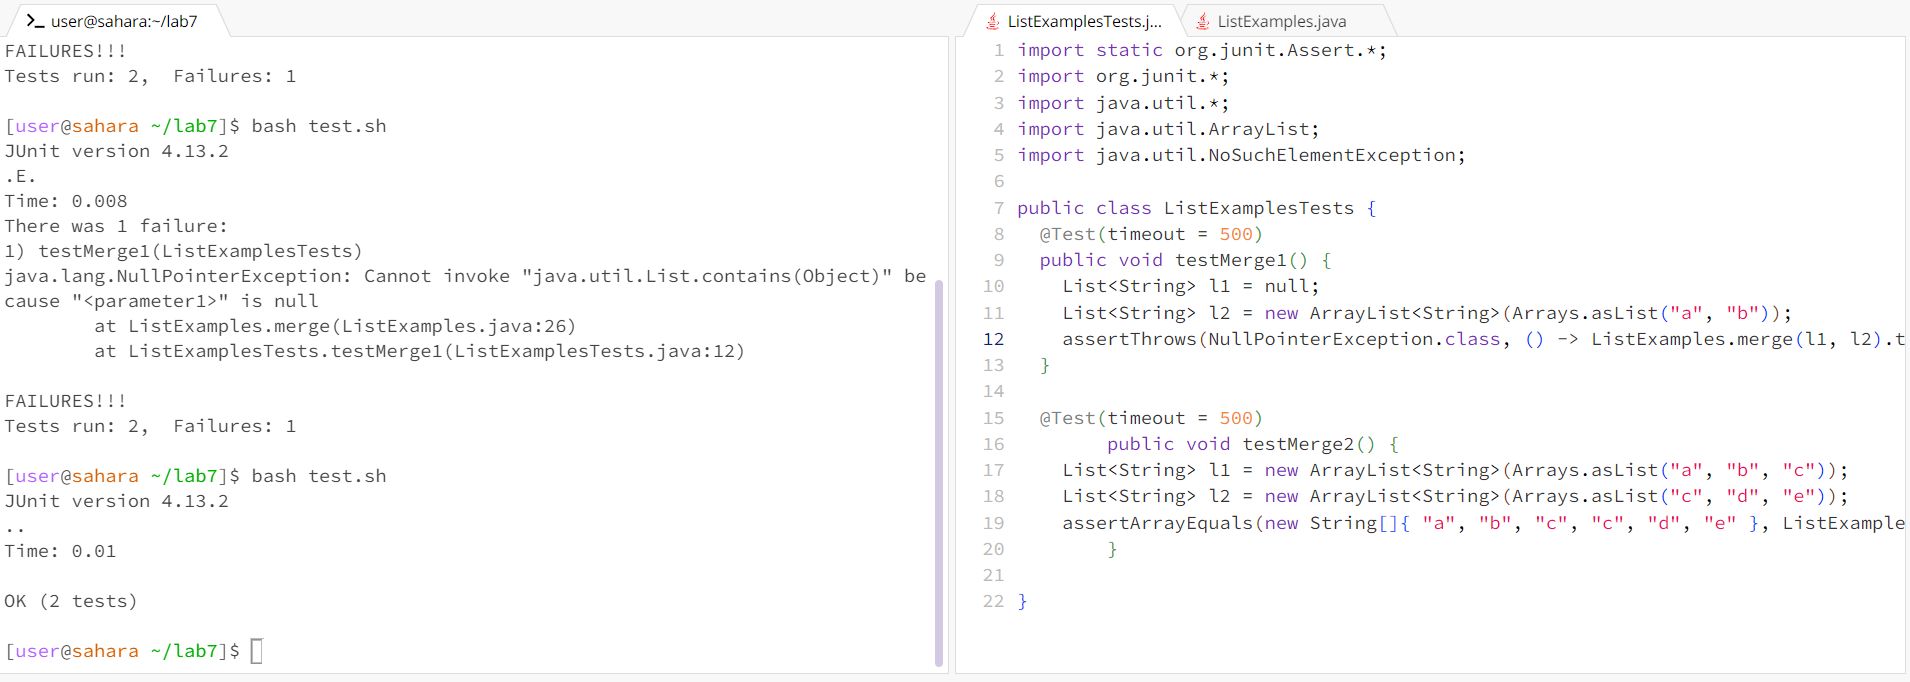 user@sahara:~/lab7
FAILURES!!!
Tests run: 2,  Failures: 1
[user@sahara ~/lab7]$ bash test.sh
JUnit version 4.13.2
.E.
Time: 0.008
There was 1 failure:
1) testMerge1(ListExamplesTests)
java.lang.NullPointerException: Cannot invoke "java.util.List.contains(Object)" be
cause "<parameter1>" is null
        at ListExamples.merge(ListExamples.java:26)
        at ListExamplesTests.testMerge1(ListExamplesTests.java:12)
FAILURES!!!
Tests run: 2,  Failures: 1
[user@sahara ~/lab7]$ bash test.sh
JUnit version 4.13.2
..
Time: 0.01
OK (2 tests)
[user@sahara ~/lab7]$
ListExamplesTests.j... ListExamples.java
1 import static org.junit.Assert.*;
2 import org.junit.*;
3 import java.util.*;
4 import java.util.ArrayList;
5 import java.util.NoSuchElementException;
6
7 public class ListExamplesTests {
8   @Test(timeout = 500)
9   public void testMerge1() {
10     List<String> l1 = null;
11     List<String> l2 = new ArrayList<String>(Arrays.asList("a", "b"));
12     assertThrows(NullPointerException.class, () -> ListExamples.merge(l1, l2).t
13   }
14
15   @Test(timeout = 500)
16         public void testMerge2() {
17     List<String> l1 = new ArrayList<String>(Arrays.asList("a", "b", "c"));
18     List<String> l2 = new ArrayList<String>(Arrays.asList("c", "d", "e"));
19     assertArrayEquals(new String[]{ "a", "b", "c", "c", "d", "e" }, ListExample
20         }
21
22 }